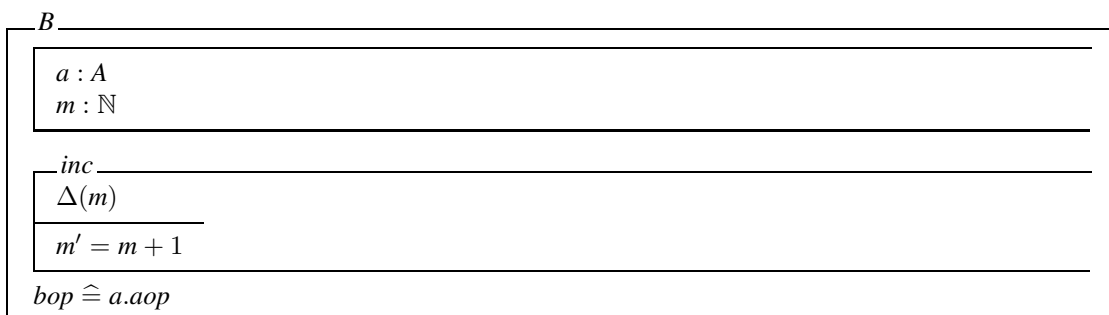 B
a : A
m : ℕ
inc
Δ(m)
m′ = m + 1
bop ≙ a.aop